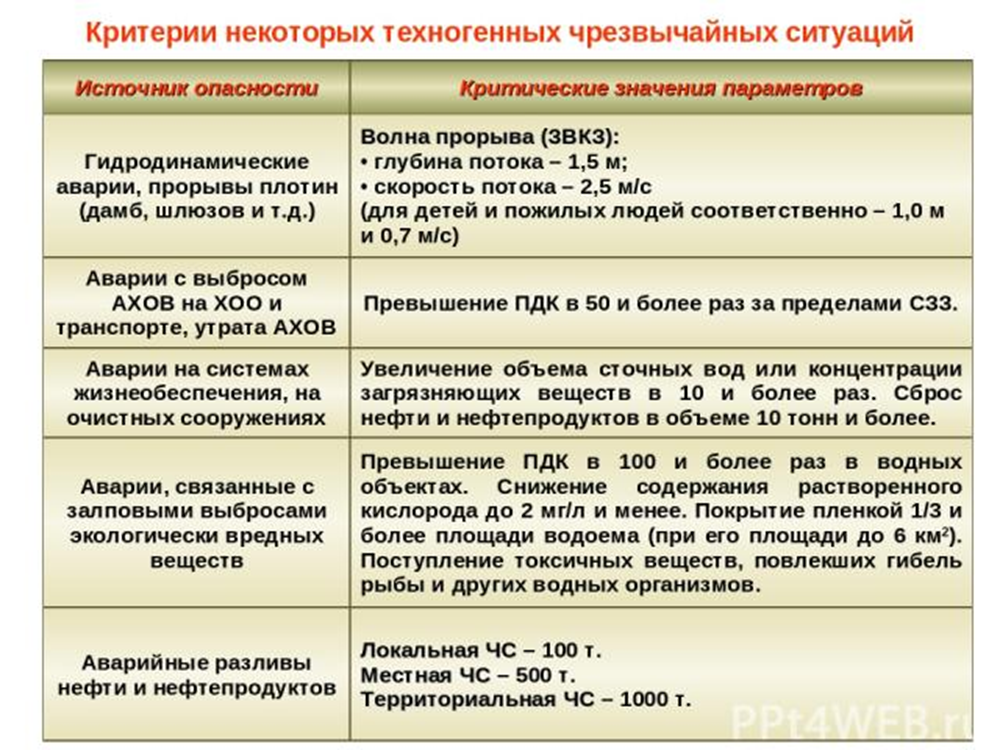 Критерии некоторых техногенных чрезвычайных ситуаций
Источник опасности
Критические значения параметров
Гидродинамические
аварии, прорывы плотин
(дамб, шлюзов и т.д.)
Волна прорыва (ЗВКЗ):
• глубина потока – 1,5 м;
• скорость потока – 2,5 м/с
(для детей и пожилых людей соответственно – 1,0 м
и 0,7 м/с)
Аварии с выбросом
АХОВ на ХОО и
транспорте, утрата АХОВ
Превышение ПДК в 50 и более раз за пределами СЗЗ.
Аварии на системах
жизнеобеспечения, на
очистных сооружениях
Увеличение объема сточных вод или концентрации
загрязняющих веществ в 10 и более раз. Сброс
нефти и нефтепродуктов в объеме 10 тонн и более.
Аварии, связанные с
залповыми выбросами
экологически вредных
веществ
Превышение ПДК в 100 и более раз в водных
объектах. Снижение содержания растворенного
кислорода до 2 мг/л и менее. Покрытие пленкой 1/3 и
более площади водоема (при его площади до 6 км²).
Поступление токсичных веществ, повлекших гибель
рыбы и других водных организмов.
Аварийные разливы
нефти и нефтепродуктов
Локальная ЧС – 100 т.
Местная ЧС – 500 т.
Территориальная ЧС – 1000 т.
PPt4WEB.ru